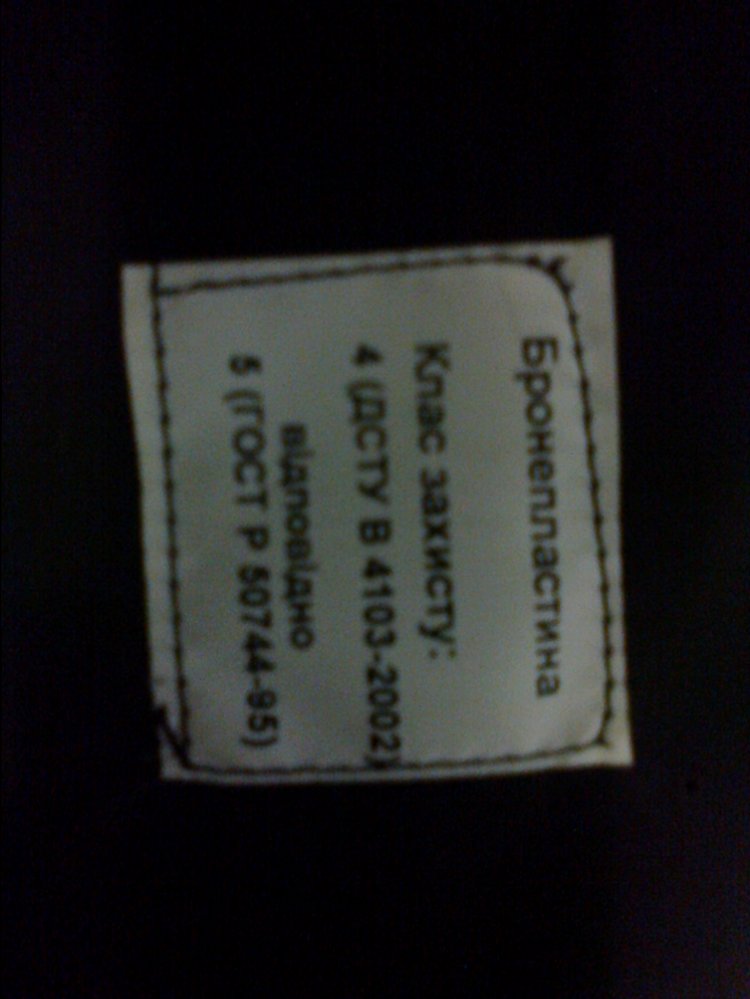 Бронепластина
Клас захисту:
4 (ДСТУ В 4103-2002)
відповідно
5 (ГОСТ Р 50744-95)